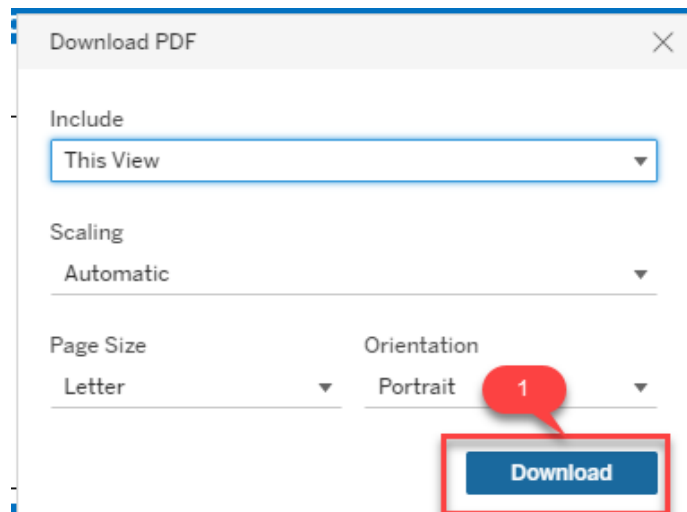 Download PDF
Include
This View
Scaling
Automatic
Page Size Orientation
Letter Portrait 1
Download